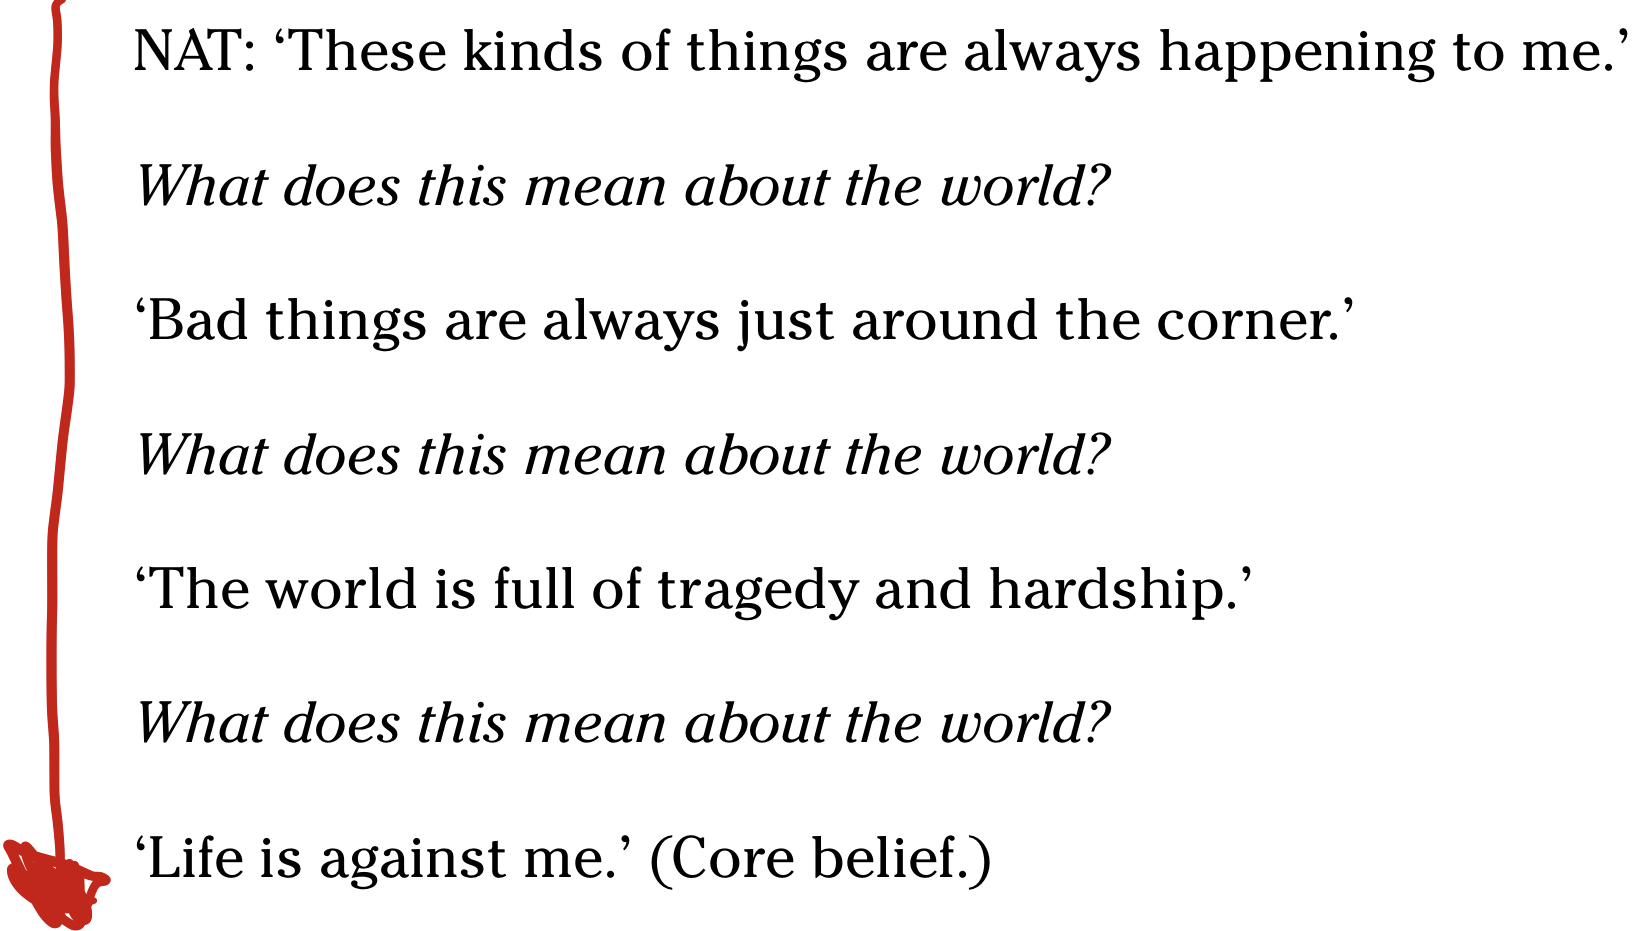 NAT: ‘These kinds of things are always happening to me.’
What does this mean about the world?
‘Bad things are always just around the corner.’
What does this mean about the world?
‘The world is full of tragedy and hardship.’
What does this mean about the world?
‘Life is against me.’ (Core belief.)